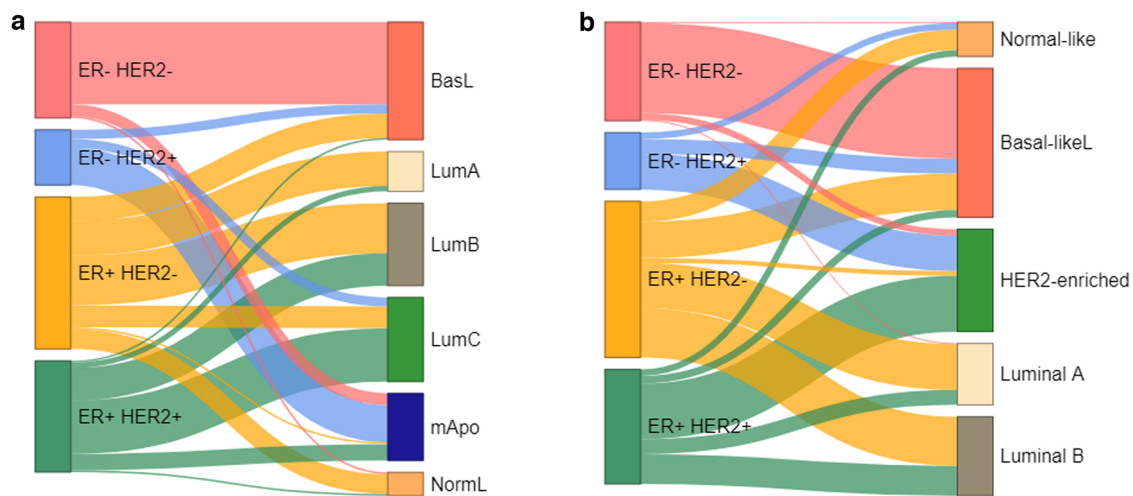 a
ER- HER2-
ER- HER2+
ER+ HER2-
ER+ HER2+
BasL
LumA
LumB
LumC
mApo
NormL
b
ER- HER2-
ER- HER2+
ER+ HER2-
ER+ HER2+
Normal-like
Basal-likeL
HER2-enriched
Luminal A
Luminal B